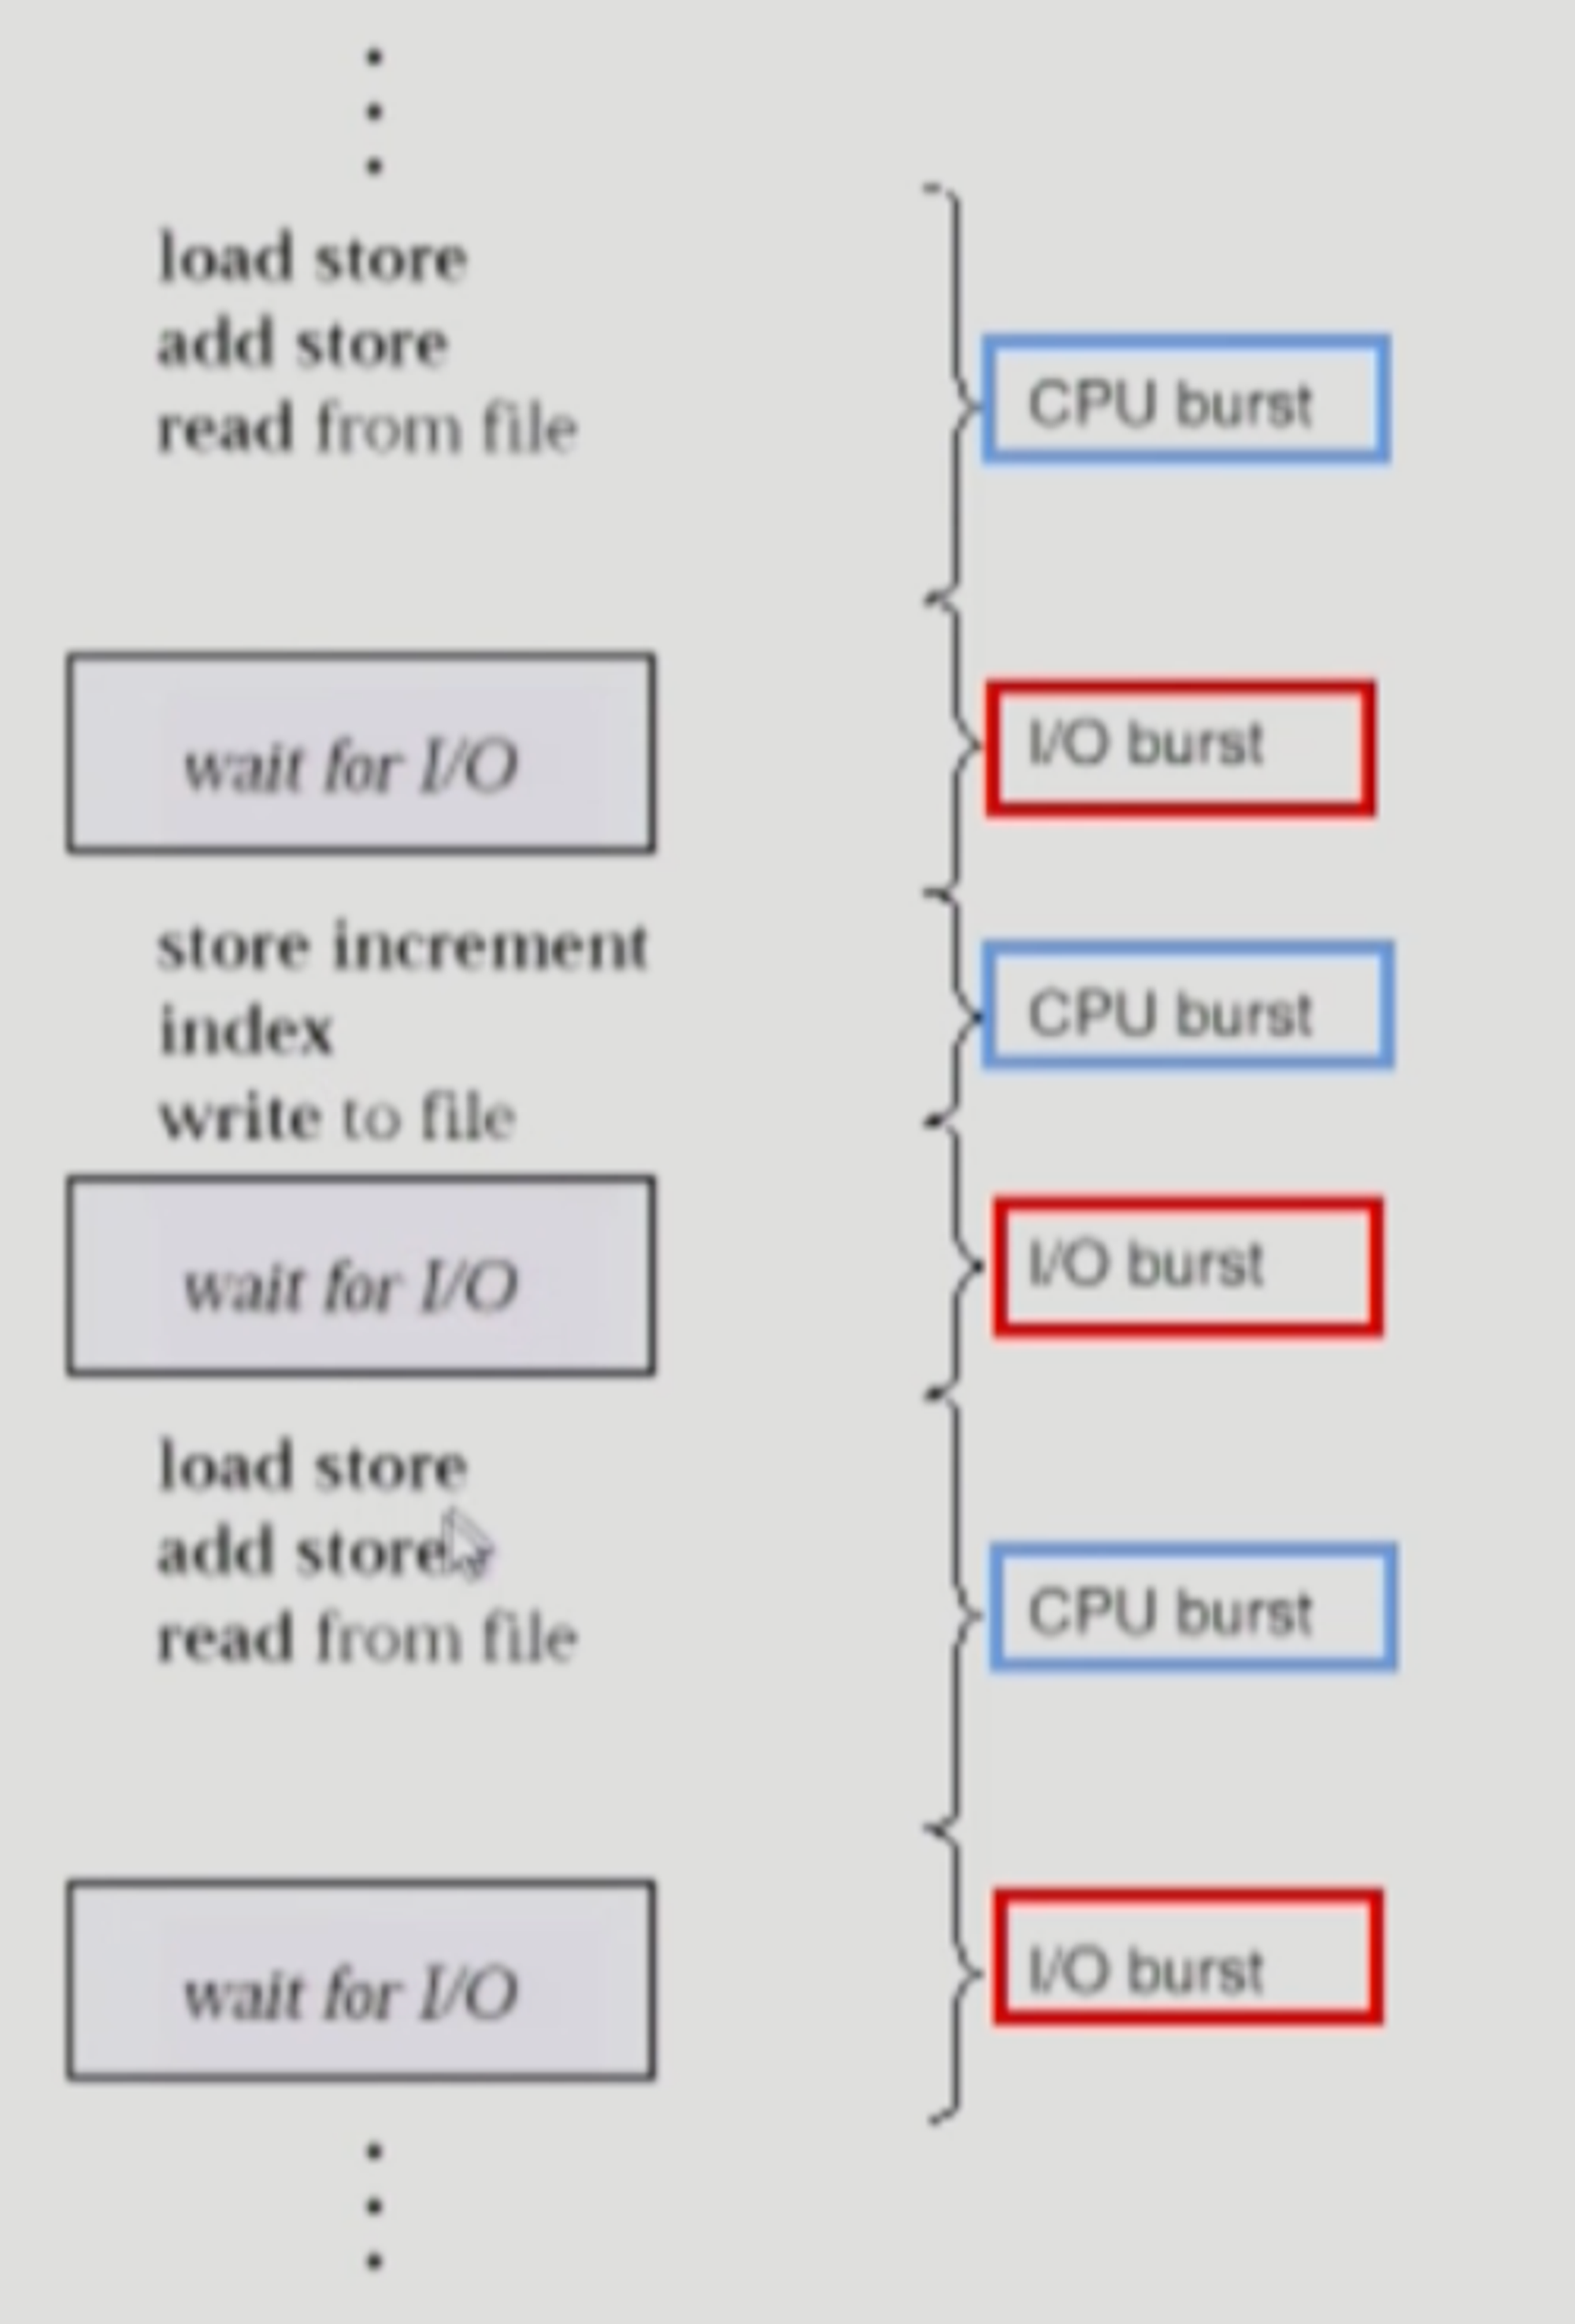 load store
add store
read from file
CPU burst
wait for I/O
I/O burst
store increment
index
write to file
CPU burst
wait for I/O
I/O burst
load store
add store
read from file
CPU burst
wait for I/O
I/O burst